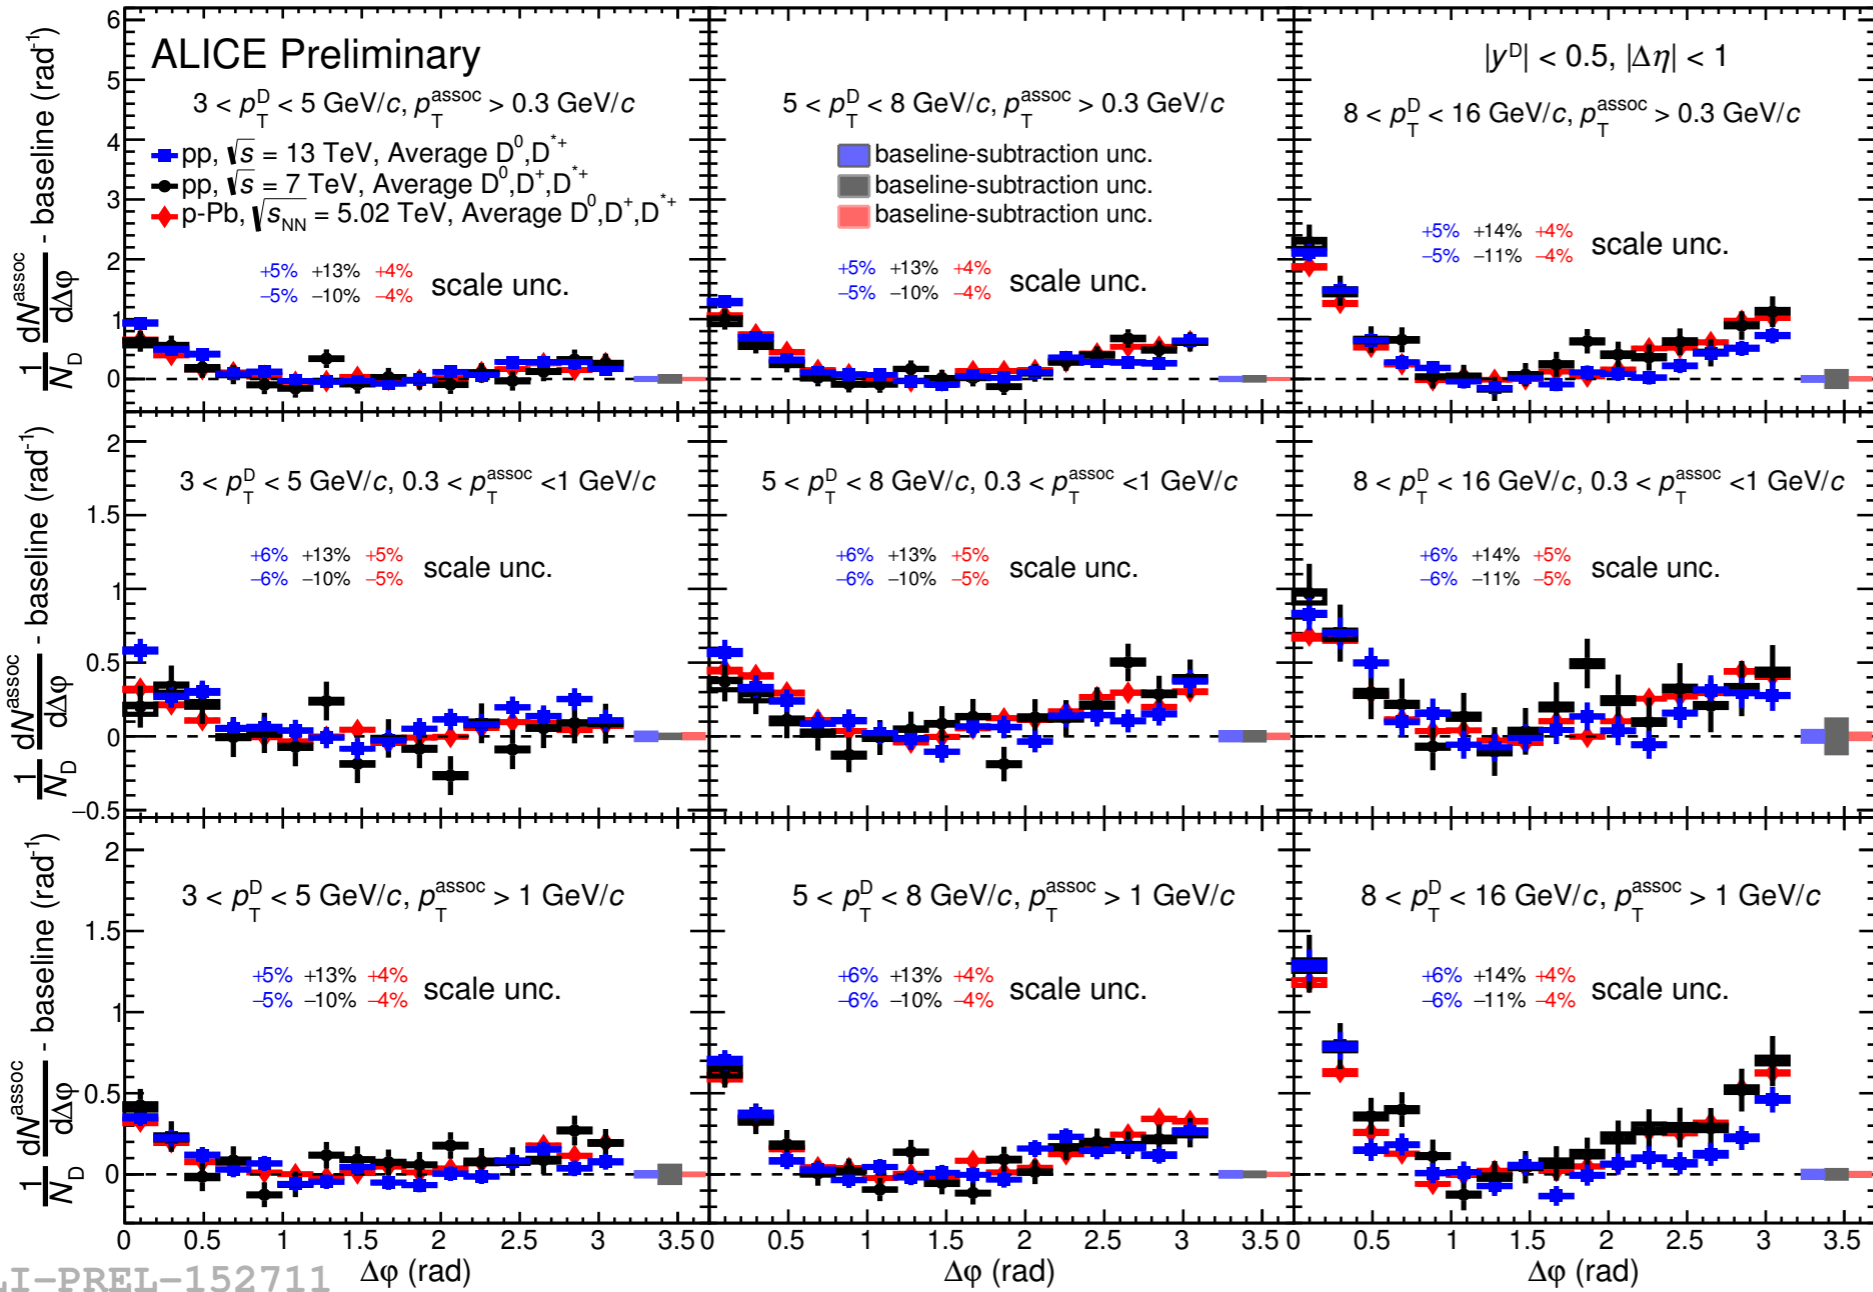 ALICE Preliminary
3 < p_T^D < 5 GeV/c, p_T^assoc > 0.3 GeV/c
pp, √s = 13 TeV, Average D⁰,D*⁺
pp, √s = 7 TeV, Average D⁰,D⁺,D*⁺
p-Pb, √s_NN = 5.02 TeV, Average D⁰,D⁺,D*⁺
+5% +13% +4%
−5% −10% −4%
scale unc.
5 < p_T^D < 8 GeV/c, p_T^assoc > 0.3 GeV/c
baseline-subtraction unc.
baseline-subtraction unc.
baseline-subtraction unc.
+5% +13% +4%
−5% −10% −4%
scale unc.
|y^D| < 0.5, |Δη| < 1
8 < p_T^D < 16 GeV/c, p_T^assoc > 0.3 GeV/c
+5% +14% +4%
−5% −11% −4%
scale unc.
1/N_D dN^assoc/dΔφ - baseline (rad⁻¹)
6
5
4
3
2
1
0
3 < p_T^D < 5 GeV/c, 0.3 < p_T^assoc <1 GeV/c
+6% +13% +5%
−6% −10% −5%
scale unc.
5 < p_T^D < 8 GeV/c, 0.3 < p_T^assoc <1 GeV/c
+6% +13% +5%
−6% −10% −5%
scale unc.
8 < p_T^D < 16 GeV/c, 0.3 < p_T^assoc <1 GeV/c
+6% +14% +5%
−6% −11% −5%
scale unc.
1/N_D dN^assoc/dΔφ - baseline (rad⁻¹)
2
1.5
1
0.5
0
−0.5
3 < p_T^D < 5 GeV/c, p_T^assoc > 1 GeV/c
+5% +13% +4%
−5% −10% −4%
scale unc.
5 < p_T^D < 8 GeV/c, p_T^assoc > 1 GeV/c
+6% +13% +4%
−6% −10% −4%
scale unc.
8 < p_T^D < 16 GeV/c, p_T^assoc > 1 GeV/c
+6% +14% +4%
−6% −11% −4%
scale unc.
1/N_D dN^assoc/dΔφ - baseline (rad⁻¹)
2
1.5
1
0.5
0
0 0.5 1 1.5 2 2.5 3 3.5
0 0.5 1 1.5 2 2.5 3 3.5
0 0.5 1 1.5 2 2.5 3 3.5
Δφ (rad)
Δφ (rad)
Δφ (rad)
LI-PREL-152711